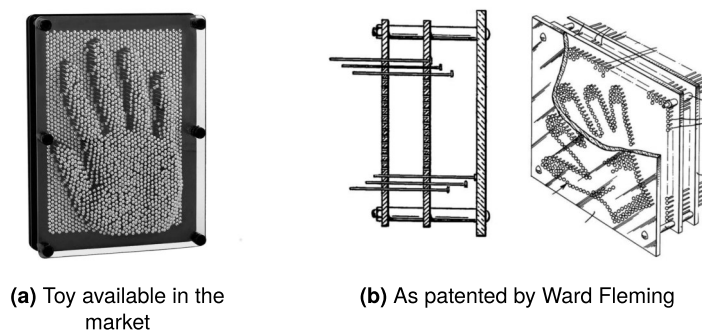 (a) Toy available in the
market
(b) As patented by Ward Fleming